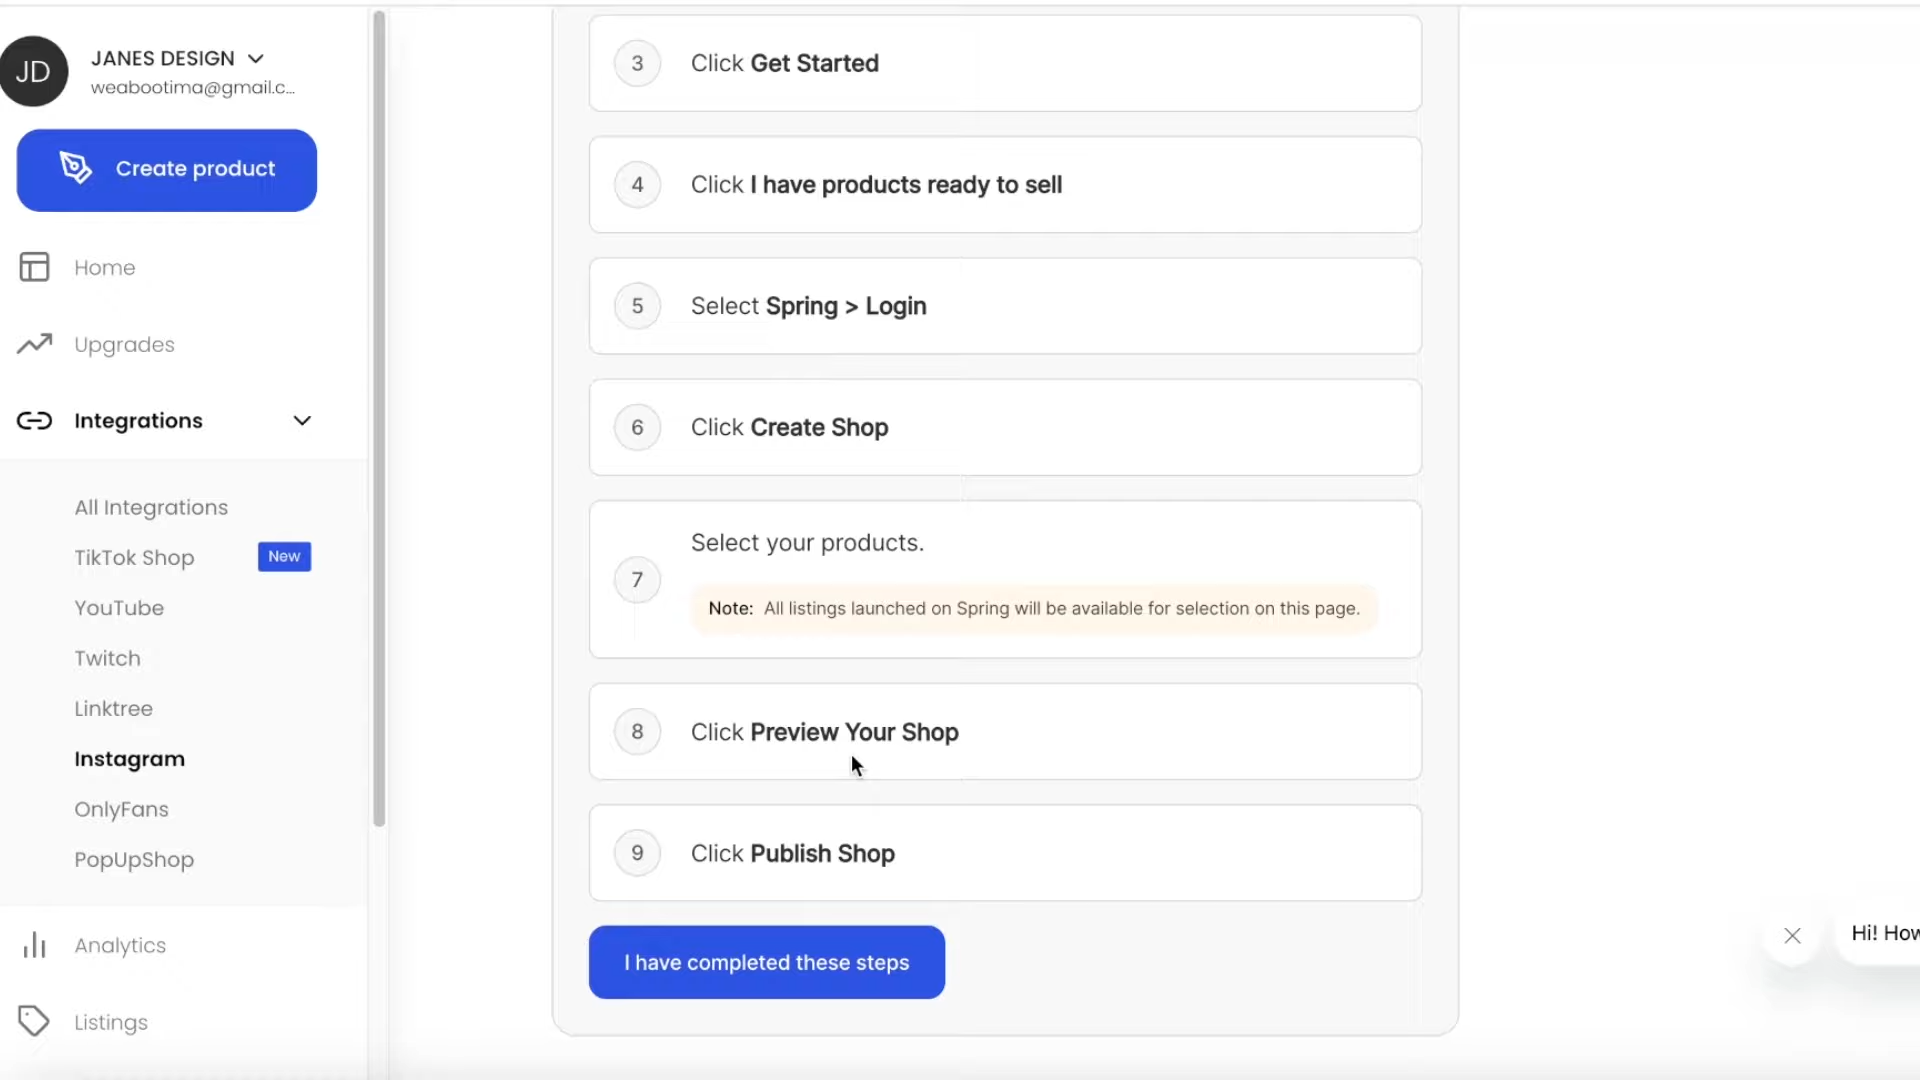 JD
JANES DESIGN
weabootima@gmail.c...
Create product
Home
Upgrades
Integrations
All Integrations
TikTok Shop
New
YouTube
Twitch
Linktree
Instagram
OnlyFans
PopUpShop
Analytics
Listings
3
Click Get Started
4
Click I have products ready to sell
5
Select Spring > Login
6
Click Create Shop
7
Select your products.
Note: All listings launched on Spring will be available for selection on this page.
8
Click Preview Your Shop
9
Click Publish Shop
I have completed these steps
Hi! How